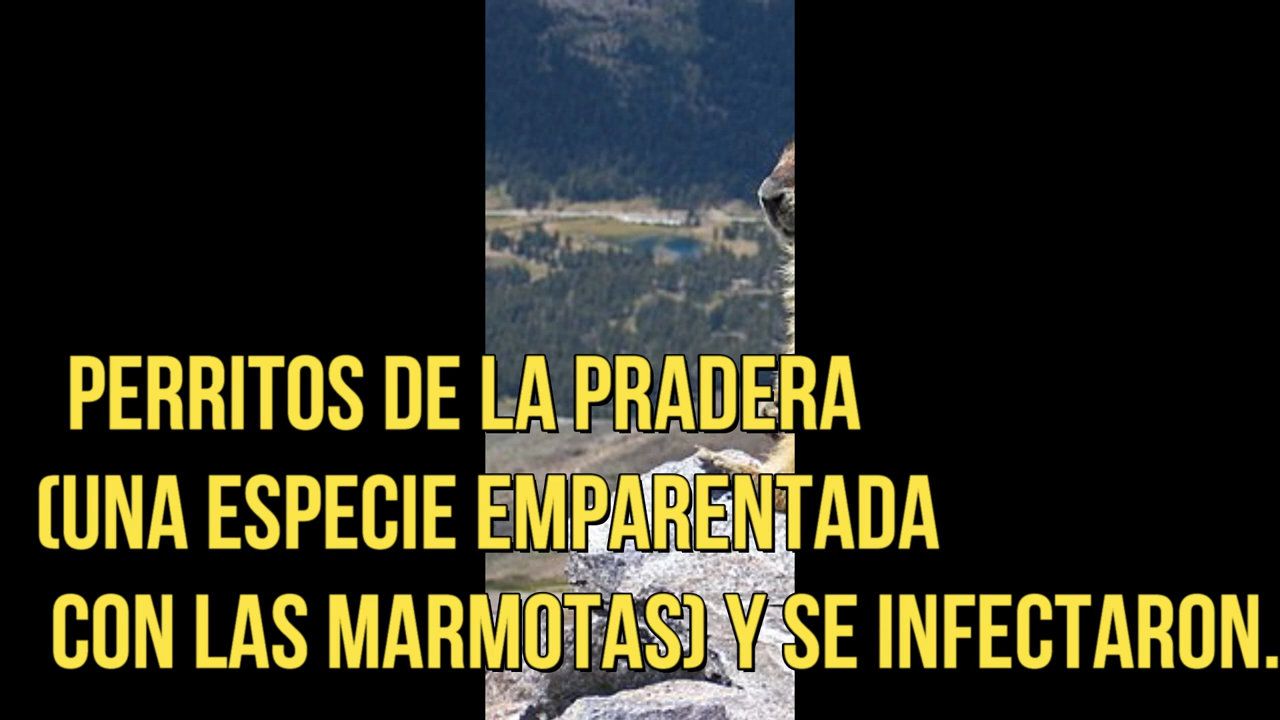 PERRITOS DE LA PRADERA
(UNA ESPECIE EMPARENTADA
CON LAS MARMOTAS) Y SE INFECTARON.